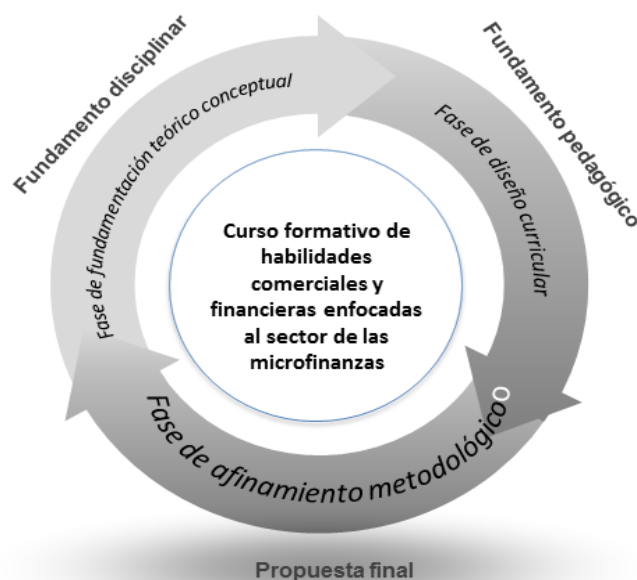 Fundamento disciplinar
Fase de fundamentación teórico conceptual
Fundamento pedagógico
Fase de diseño curricular
Curso formativo de
habilidades
comerciales y
financieras enfocadas
al sector de las
microfinanzas
Fase de afinamiento metodológicoo
Propuesta final